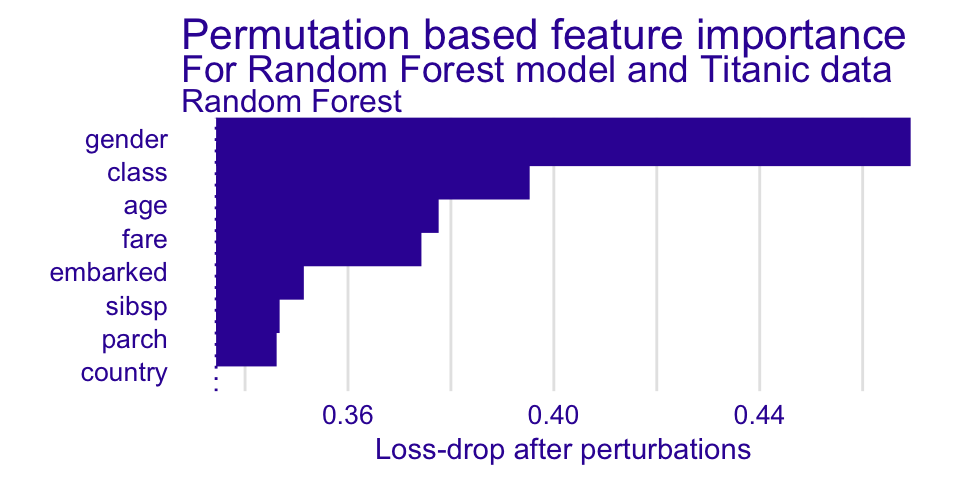 Permutation based feature importance
For Random Forest model and Titanic data
Random Forest
gender
class
age
fare
embarked
sibsp
parch
country
0.36 0.40 0.44
Loss-drop after perturbations